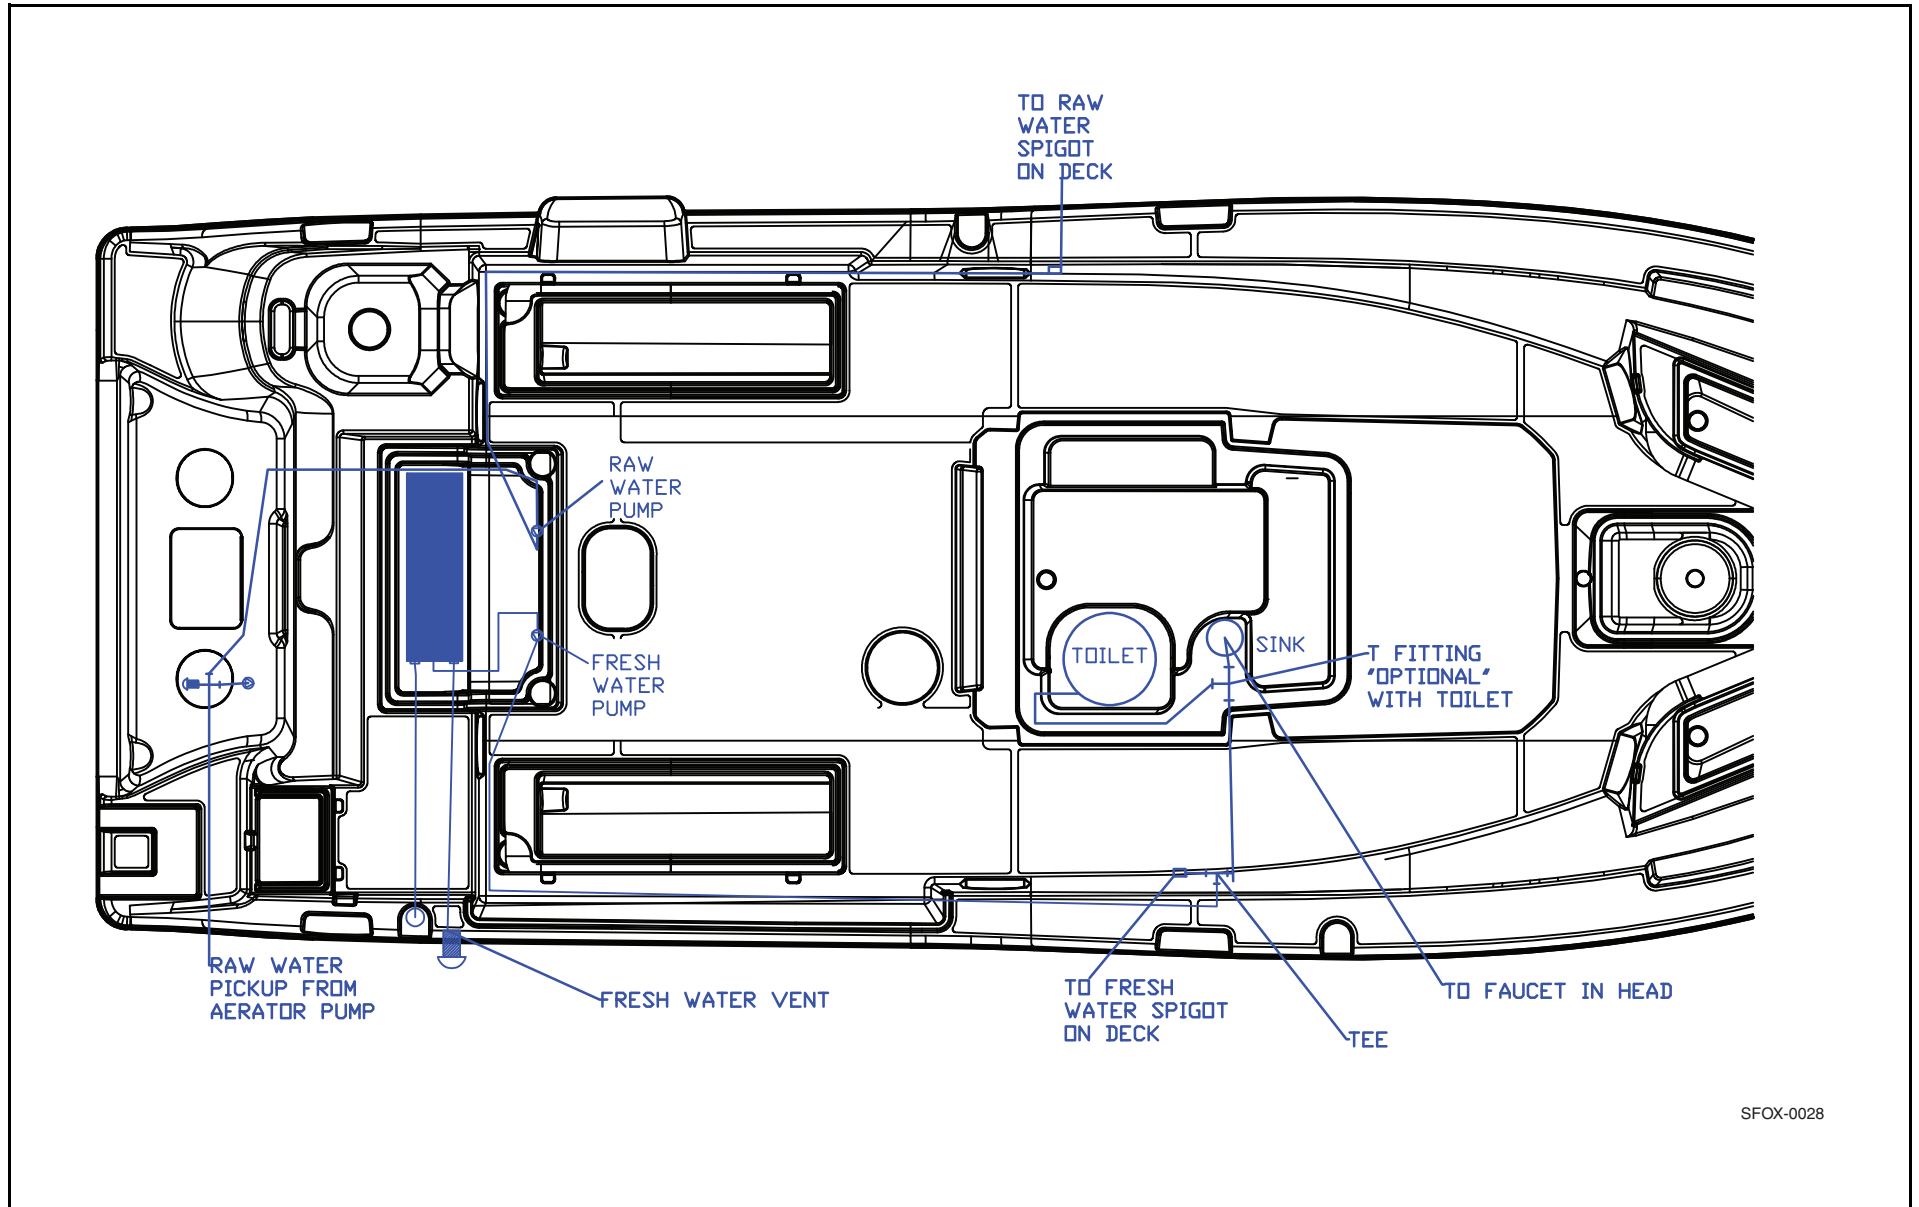 TO RAW
WATER
SPIGOT
ON DECK
RAW
WATER
PUMP
FRESH
WATER
PUMP
TOILET
SINK
T FITTING
"OPTIONAL"
WITH TOILET
RAW WATER
PICKUP FROM
AERATOR PUMP
FRESH WATER VENT
TO FRESH
WATER SPIGOT
ON DECK
TO FAUCET IN HEAD
TEE
SFOX-0028